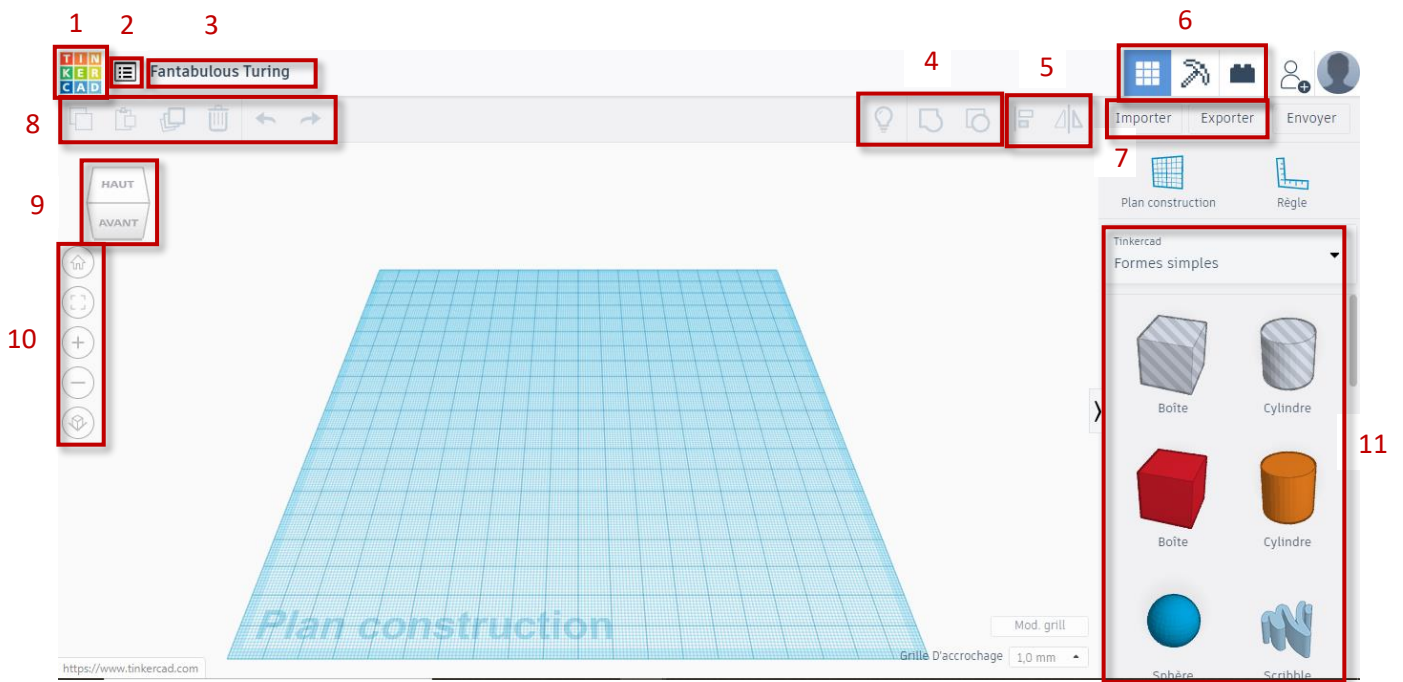 1 2 3 4 5 6
TIN
KER
CAD
Fantabulous Turing
8
Importer Exporter Envoyer
7
Plan construction Règle
9
HAUT
AVANT
Tinkercad
Formes simples
10
Boîte Cylindre
11
Boîte Cylindre
Sphère Scribble
Plan construction
Mod. grill
Grille D'accrochage 1,0 mm
https://www.tinkercad.com